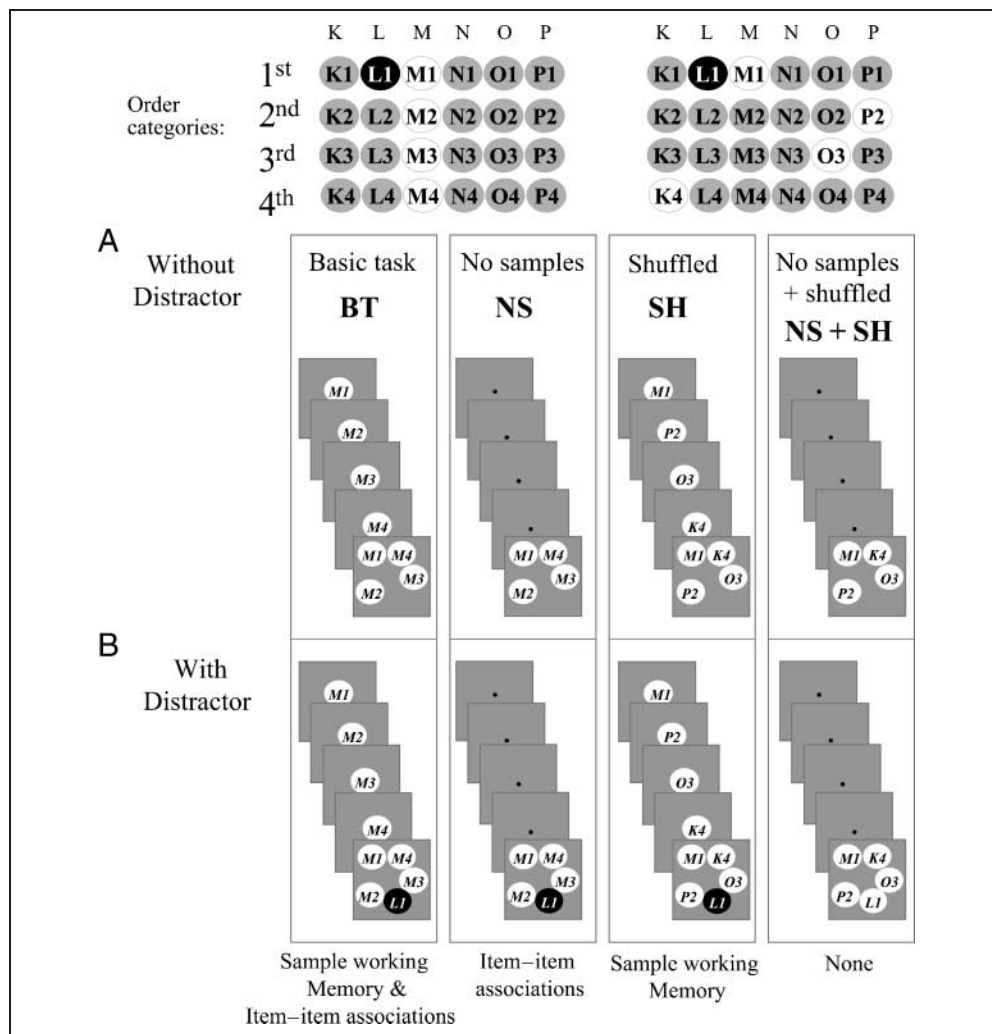 K L M N O P K L M N O P
1st K1 L1 M1 N1 O1 P1 K1 L1 M1 N1 O1 P1
Order
categories:
2nd K2 L2 M2 N2 O2 P2 K2 L2 M2 N2 O2 P2
3rd K3 L3 M3 N3 O3 P3 K3 L3 M3 N3 O3 P3
4th K4 L4 M4 N4 O4 P4 K4 L4 M4 N4 O4 P4
A
Without
Distractor
Basic task
BT
M1
M2
M3
M4
M1 M4
M3
M2
No samples
NS
M1 M4
M3
M2
Shuffled
SH
M1
P2
O3
K4
M1 K4
O3
P2
No samples
+ shuffled
NS + SH
M1 K4
O3
P2
B
With
Distractor
M1
M2
M3
M4
M1 M4
M3
M2 L1
Sample working
Memory &
Item–item associations
M1 M4
M3
M2 L1
Item–item
associations
M1
P2
O3
K4
M1 K4
O3
P2 L1
Sample working
Memory
M1 K4
O3
P2 L1
None